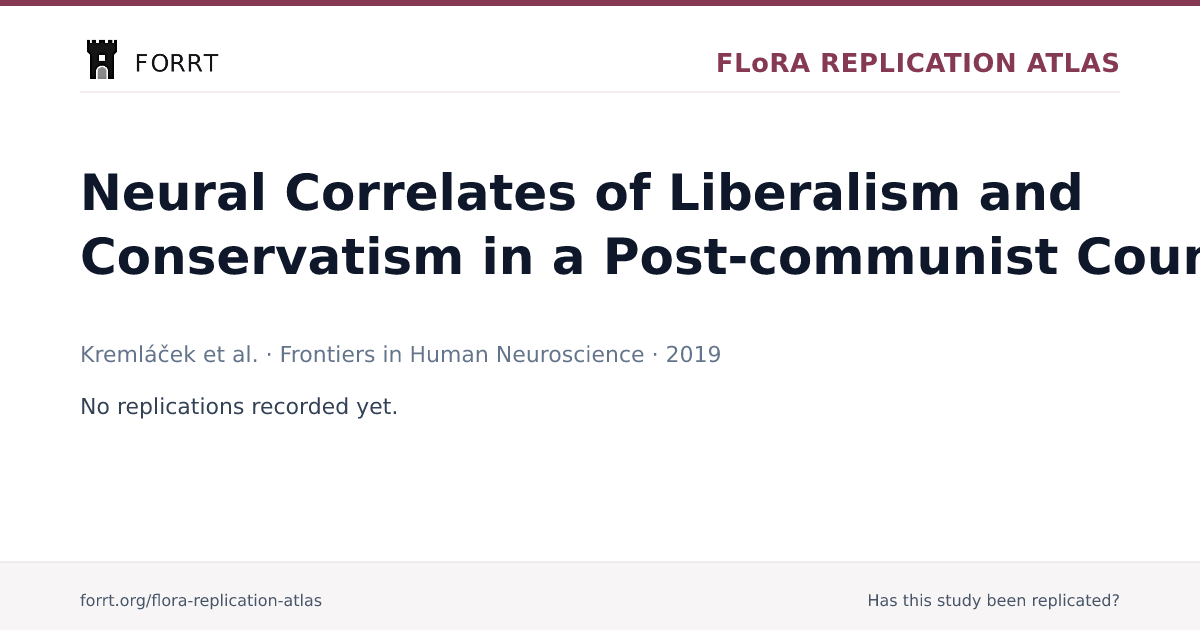 FORRT
FLoRA REPLICATION ATLAS
Neural Correlates of Liberalism and
Conservatism in a Post-communist
Kremláček et al. · Frontiers in Human Neuroscience · 2019
No replications recorded yet.
forrt.org/flora-replication-atlas
Has this study been replicated?